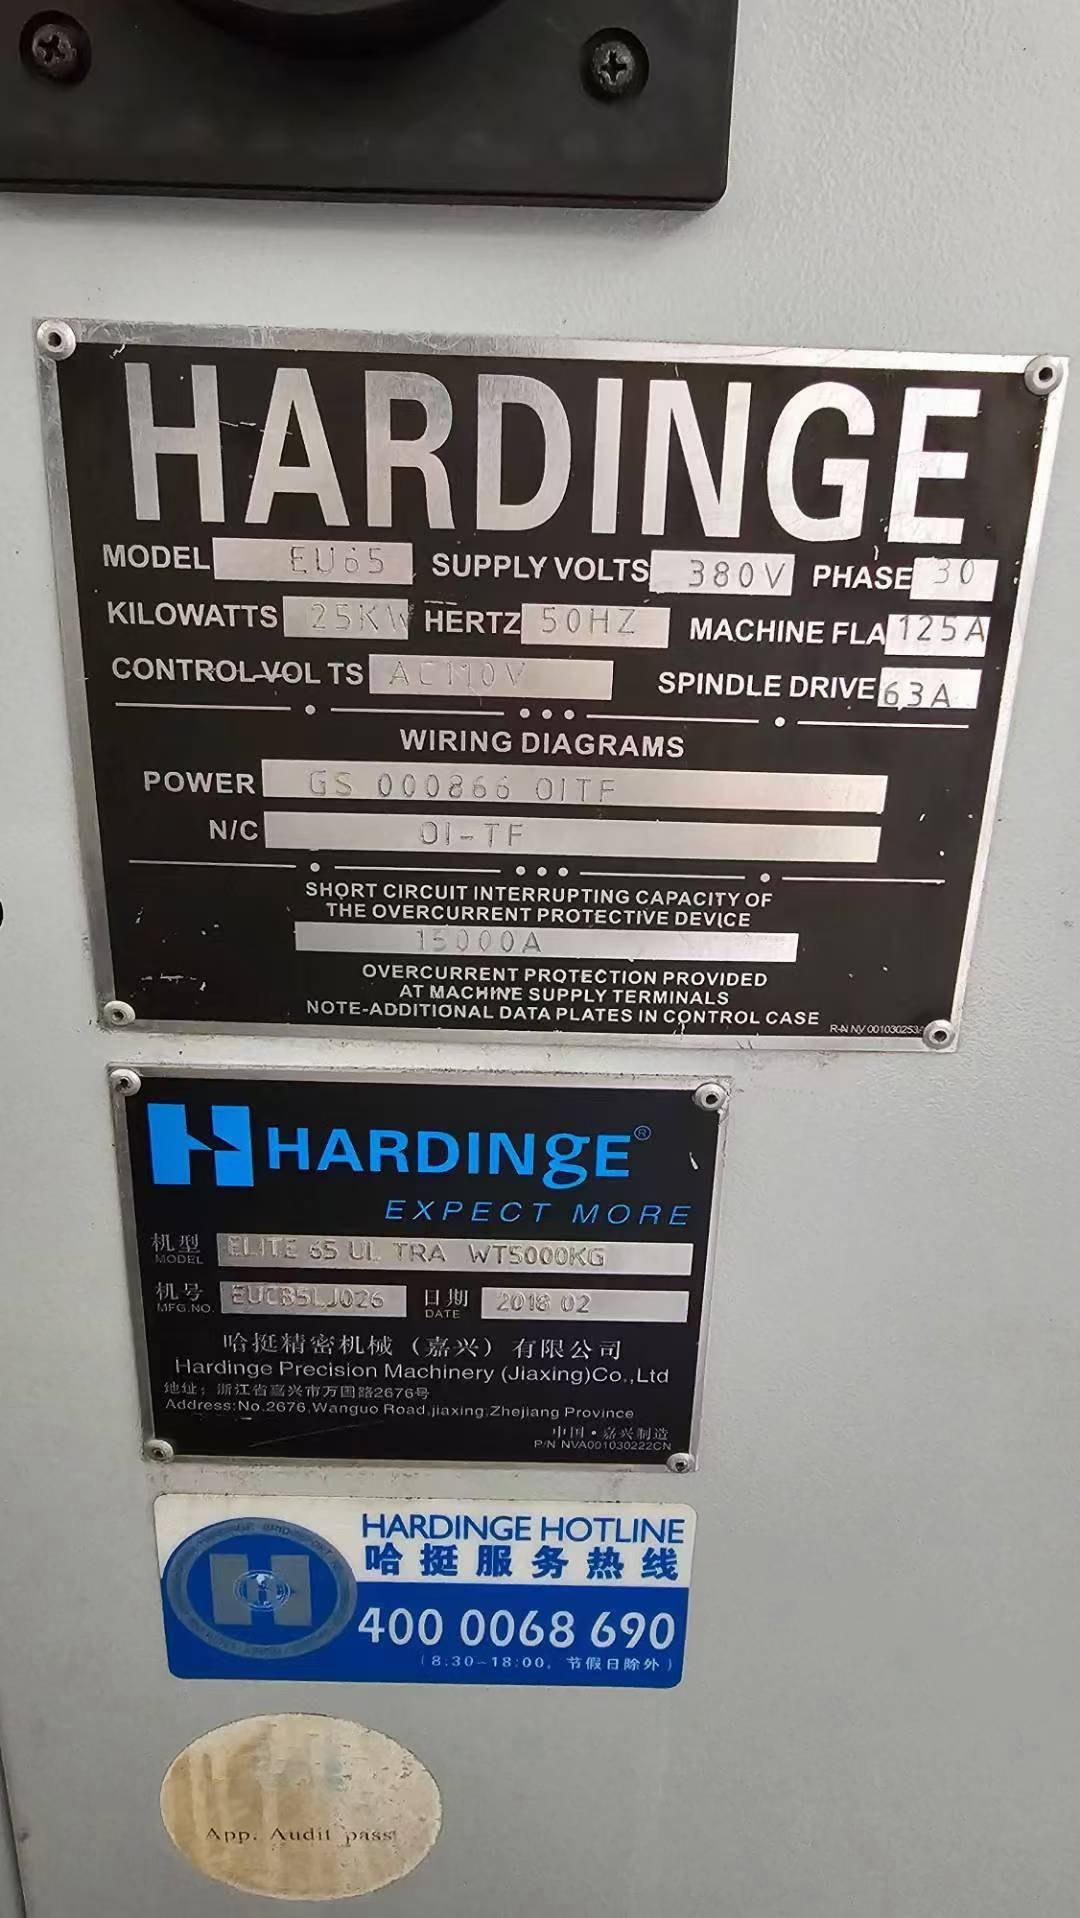 HARDINGE
MODEL EU65 SUPPLY VOLTS 380V PHASE 30
KILOWATTS 25KW HERTZ 50HZ MACHINE FLA 125A
CONTROL VOLTS AC110V SPINDLE DRIVE 63A
WIRING DIAGRAMS
POWER GS 000866 OITF
N/C OI-TF
SHORT CIRCUIT INTERRUPTING CAPACITY OF
THE OVERCURRENT PROTECTIVE DEVICE
15000A
OVERCURRENT PROTECTION PROVIDED
AT MACHINE SUPPLY TERMINALS
NOTE-ADDITIONAL DATA PLATES IN CONTROL CASE
HARDINgE®
EXPECT MORE
机型 ELITE 65 UL TRA WT5000KG
MODEL
机号 日期 2018 02
MFG.NO. DATE
哈挺精密机械（嘉兴）有限公司
Hardinge Precision Machinery (Jiaxing)Co.,Ltd
地址：浙江省嘉兴市万国路2676号
Address:No.2676,Wanguo Road,jiaxing,Zhejiang Province
中国·嘉兴制造
P/N NVA001030222CN
HARDINGE HOTLINE
哈挺服务热线
400 0068 690
(8:30-18:00, 节假日除外)
App. Audit pass